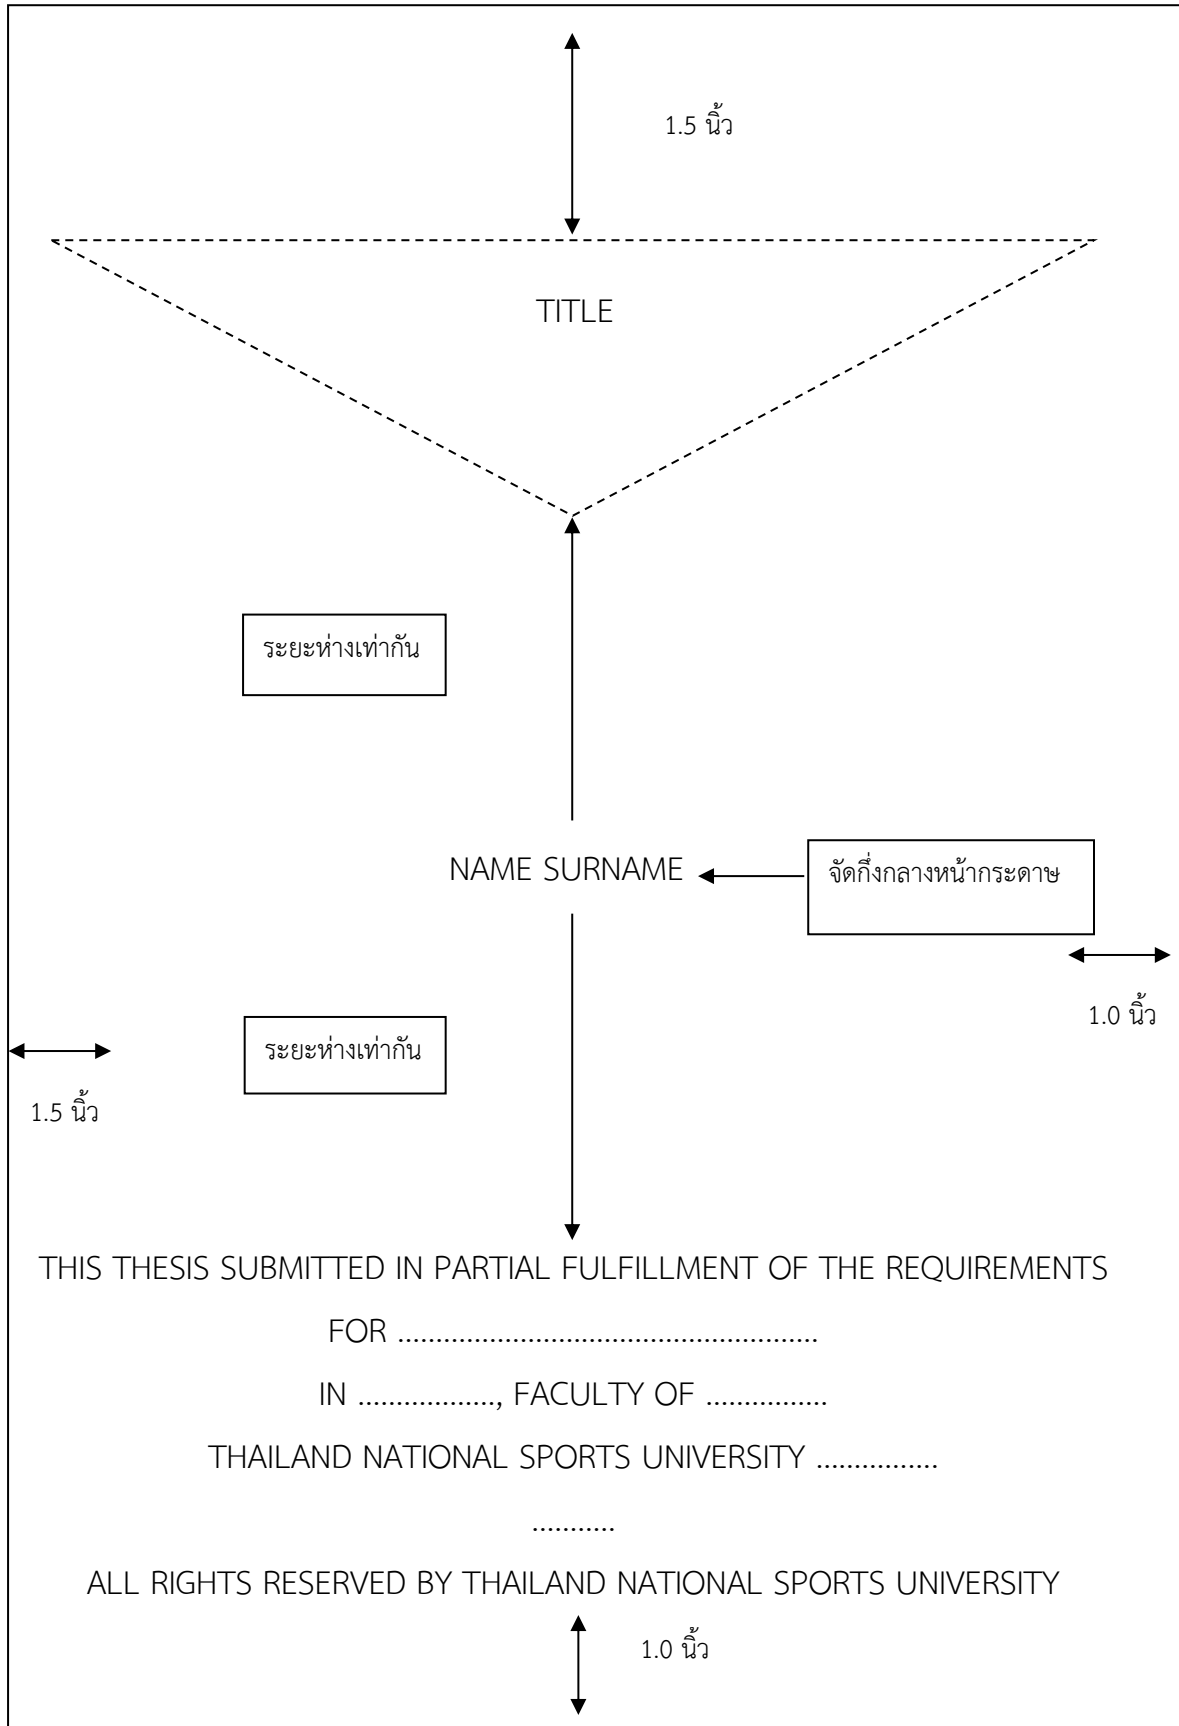 1.5 นิ้ว
TITLE
ระยะห่างเท่ากัน
NAME SURNAME
จัดกึ่งกลางหน้ากระดาษ
1.0 นิ้ว
ระยะห่างเท่ากัน
1.5 นิ้ว
THIS THESIS SUBMITTED IN PARTIAL FULFILLMENT OF THE REQUIREMENTS
FOR .......................................................
IN .................., FACULTY OF ................
THAILAND NATIONAL SPORTS UNIVERSITY ................
...........
ALL RIGHTS RESERVED BY THAILAND NATIONAL SPORTS UNIVERSITY
1.0 นิ้ว